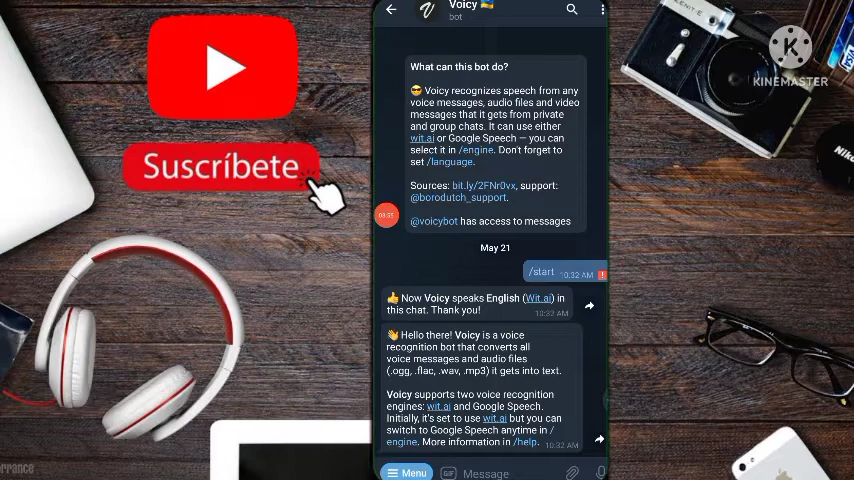 Voicy 🇺🇦
bot
KINEMASTER
What can this bot do?
😎 Voicy recognizes speech from any
voice messages, audio files and video
messages that it gets from private
and group chats. It can use either
wit.ai or Google Speech — you can
select it in /engine. Don't forget to
set /language.
Sources: bit.ly/2FNr0vx, support:
@borodutch_support.
@voicybot has access to messages
Suscríbete
May 21
/start 10:32 AM
👍 Now Voicy speaks English (Wit.ai) in
this chat. Thank you!
10:32 AM
👋 Hello there! Voicy is a voice
recognition bot that converts all
voice messages and audio files
(.ogg, .flac, .wav, .mp3) it gets into text.
Voicy supports two voice recognition
engines: wit.ai and Google Speech.
Initially, it's set to use wit.ai but you can
switch to Google Speech anytime in /
engine. More information in /help. 10:32 AM
Menu GIF Message